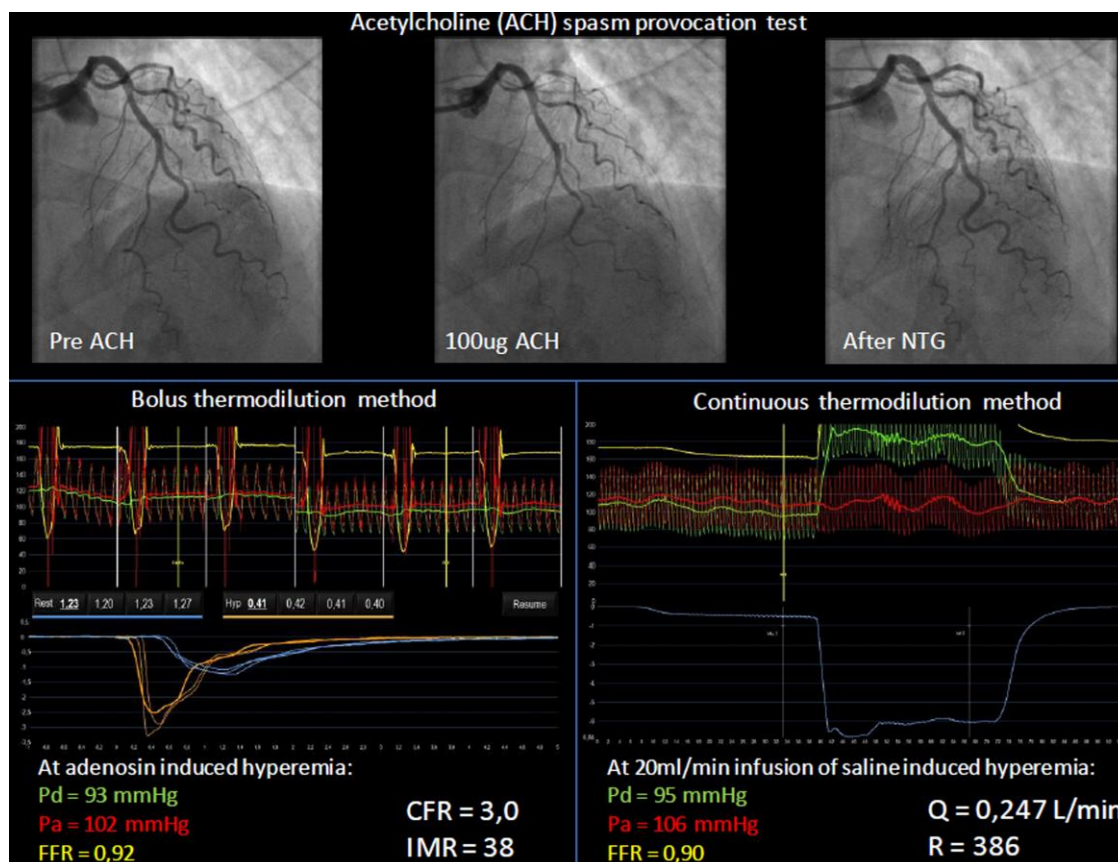 Acetylcholine (ACH) spasm provocation test
Pre ACH
100ug ACH
After NTG
Bolus thermodilution method
Continuous thermodilution method
Rest 1,23 1,20 1,23 1,27 Hyp 0,41 0,42 0,41 0,40 Resume
At adenosin induced hyperemia:
Pd = 93 mmHg
Pa = 102 mmHg
FFR = 0,92
CFR = 3,0
IMR = 38
At 20ml/min infusion of saline induced hyperemia:
Pd = 95 mmHg
Pa = 106 mmHg
FFR = 0,90
Q = 0,247 L/min
R = 386